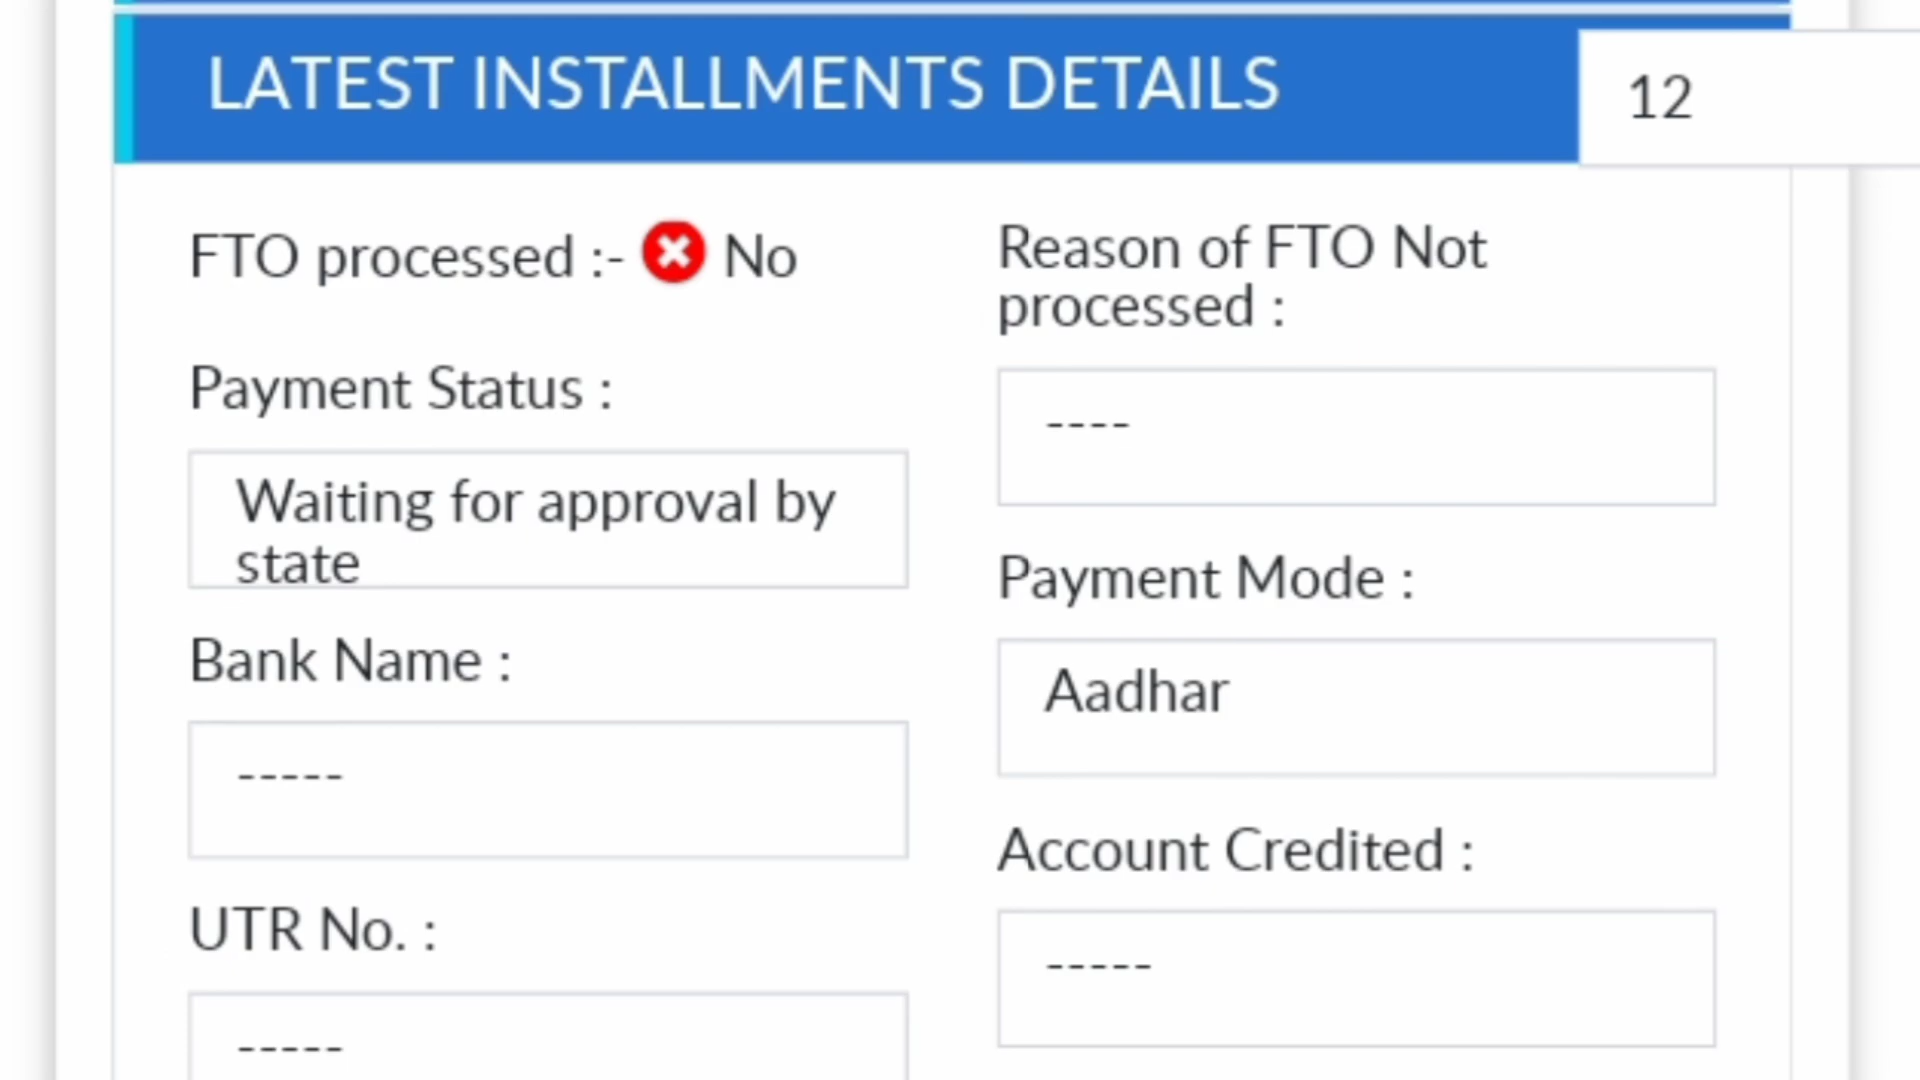 LATEST INSTALLMENTS DETAILS
12
FTO processed :- No
Reason of FTO Not
processed :
----
Payment Status :
Waiting for approval by
state
Payment Mode :
Aadhar
Bank Name :
-----
Account Credited :
-----
UTR No. :
-----